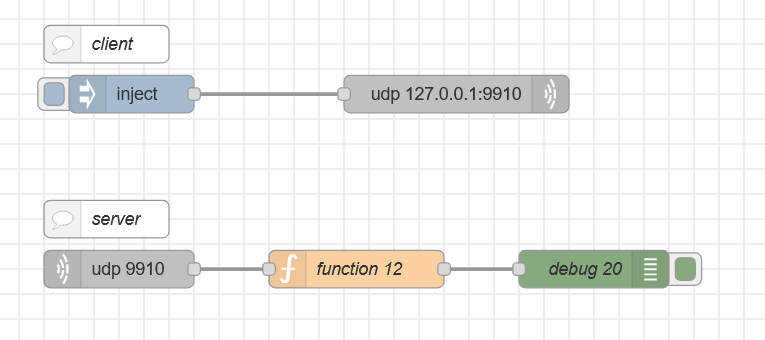 client
inject
udp 127.0.0.1:9910
server
udp 9910
function 12
debug 20